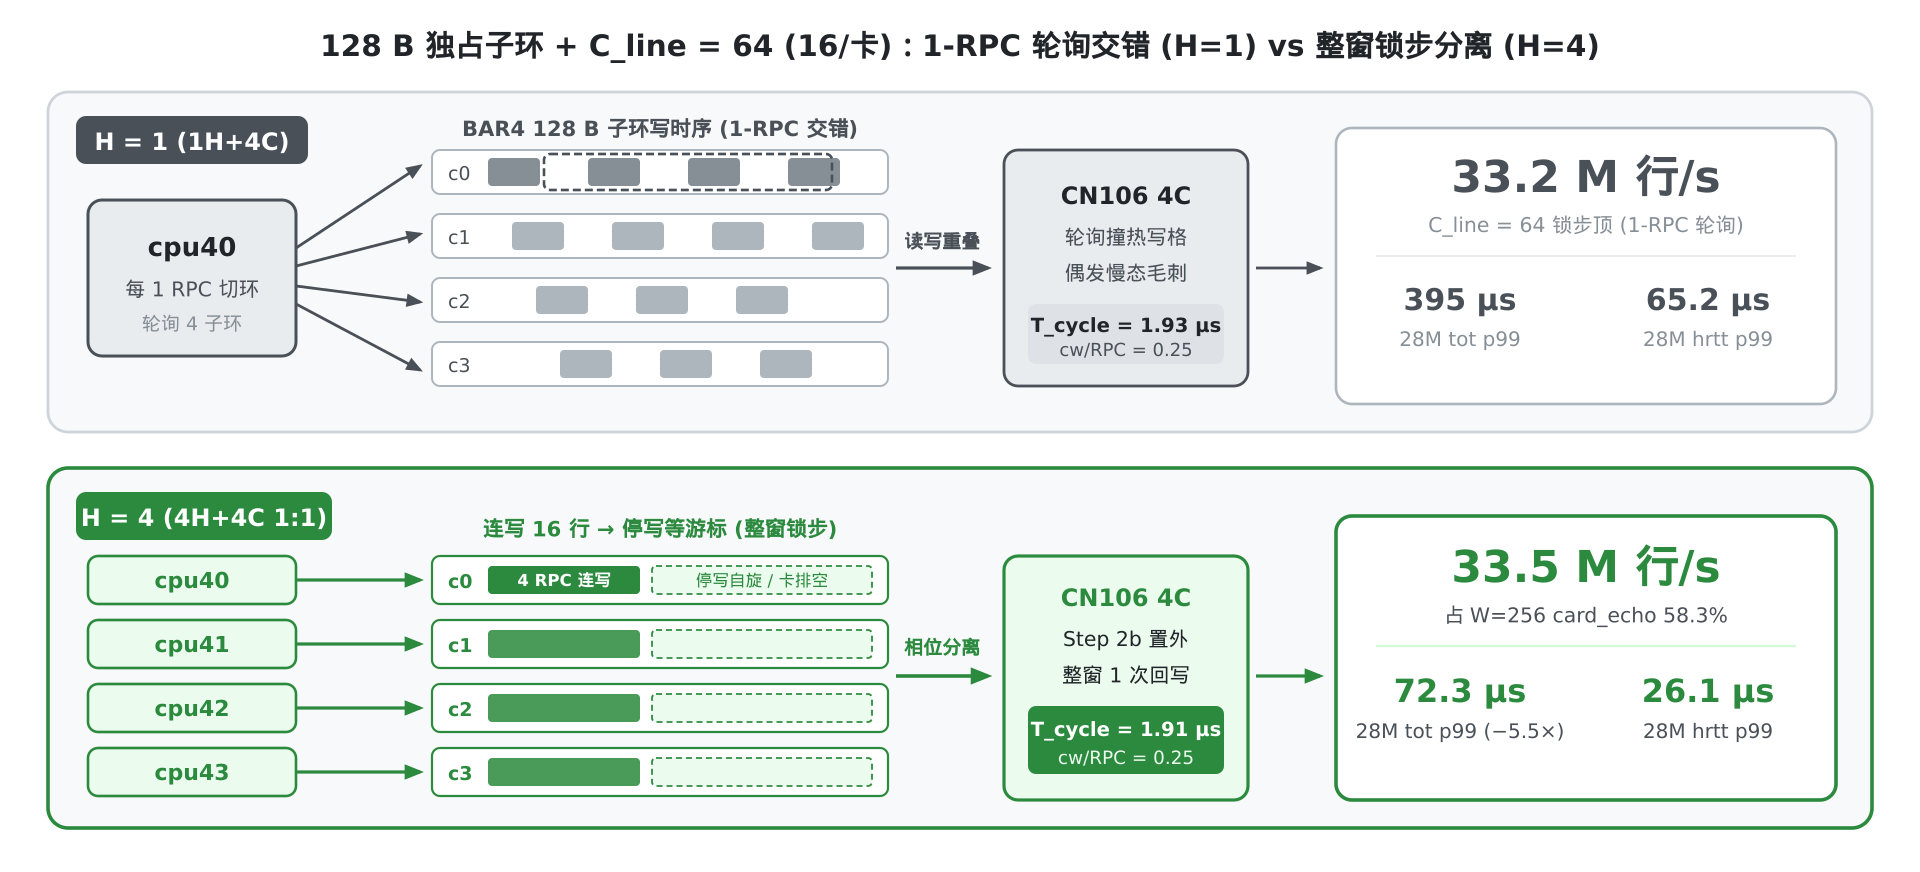 128 B 独占子环 + C_line = 64 (16/卡)：1-RPC 轮询交错 (H=1) vs 整窗锁步分离 (H=4)
H = 1 (1H+4C)
BAR4 128 B 子环写时序 (1-RPC 交错)
cpu40
每 1 RPC 切环
轮询 4 子环
c0
c1
c2
c3
读写重叠
CN106 4C
轮询撞热写格
偶发慢态毛刺
T_cycle = 1.93 µs
cw/RPC = 0.25
33.2 M 行/s
C_line = 64 锁步顶 (1-RPC 轮询)
395 µs
28M tot p99
65.2 µs
28M hrtt p99
H = 4 (4H+4C 1:1)
连写 16 行 → 停写等游标 (整窗锁步)
cpu40
cpu41
cpu42
cpu43
c0
4 RPC 连写
停写自旋 / 卡排空
c1
c2
c3
相位分离
CN106 4C
Step 2b 置外
整窗 1 次回写
T_cycle = 1.91 µs
cw/RPC = 0.25
33.5 M 行/s
占 W=256 card_echo 58.3%
72.3 µs
28M tot p99 (−5.5×)
26.1 µs
28M hrtt p99